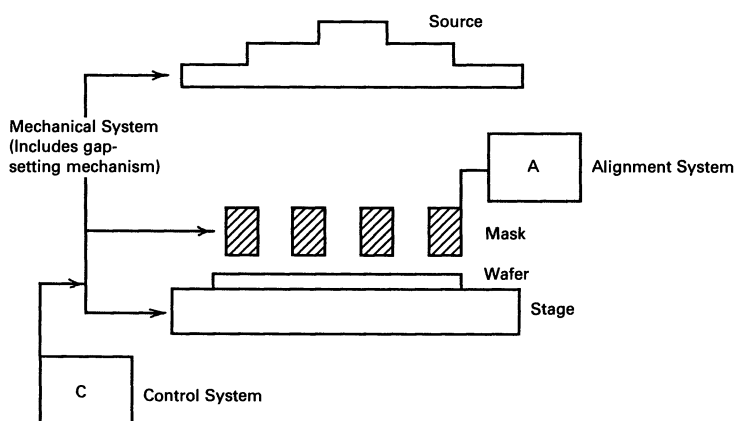 Source
Mechanical System
(Includes gap-
setting mechanism)
A
Alignment System
Mask
Wafer
Stage
C
Control System